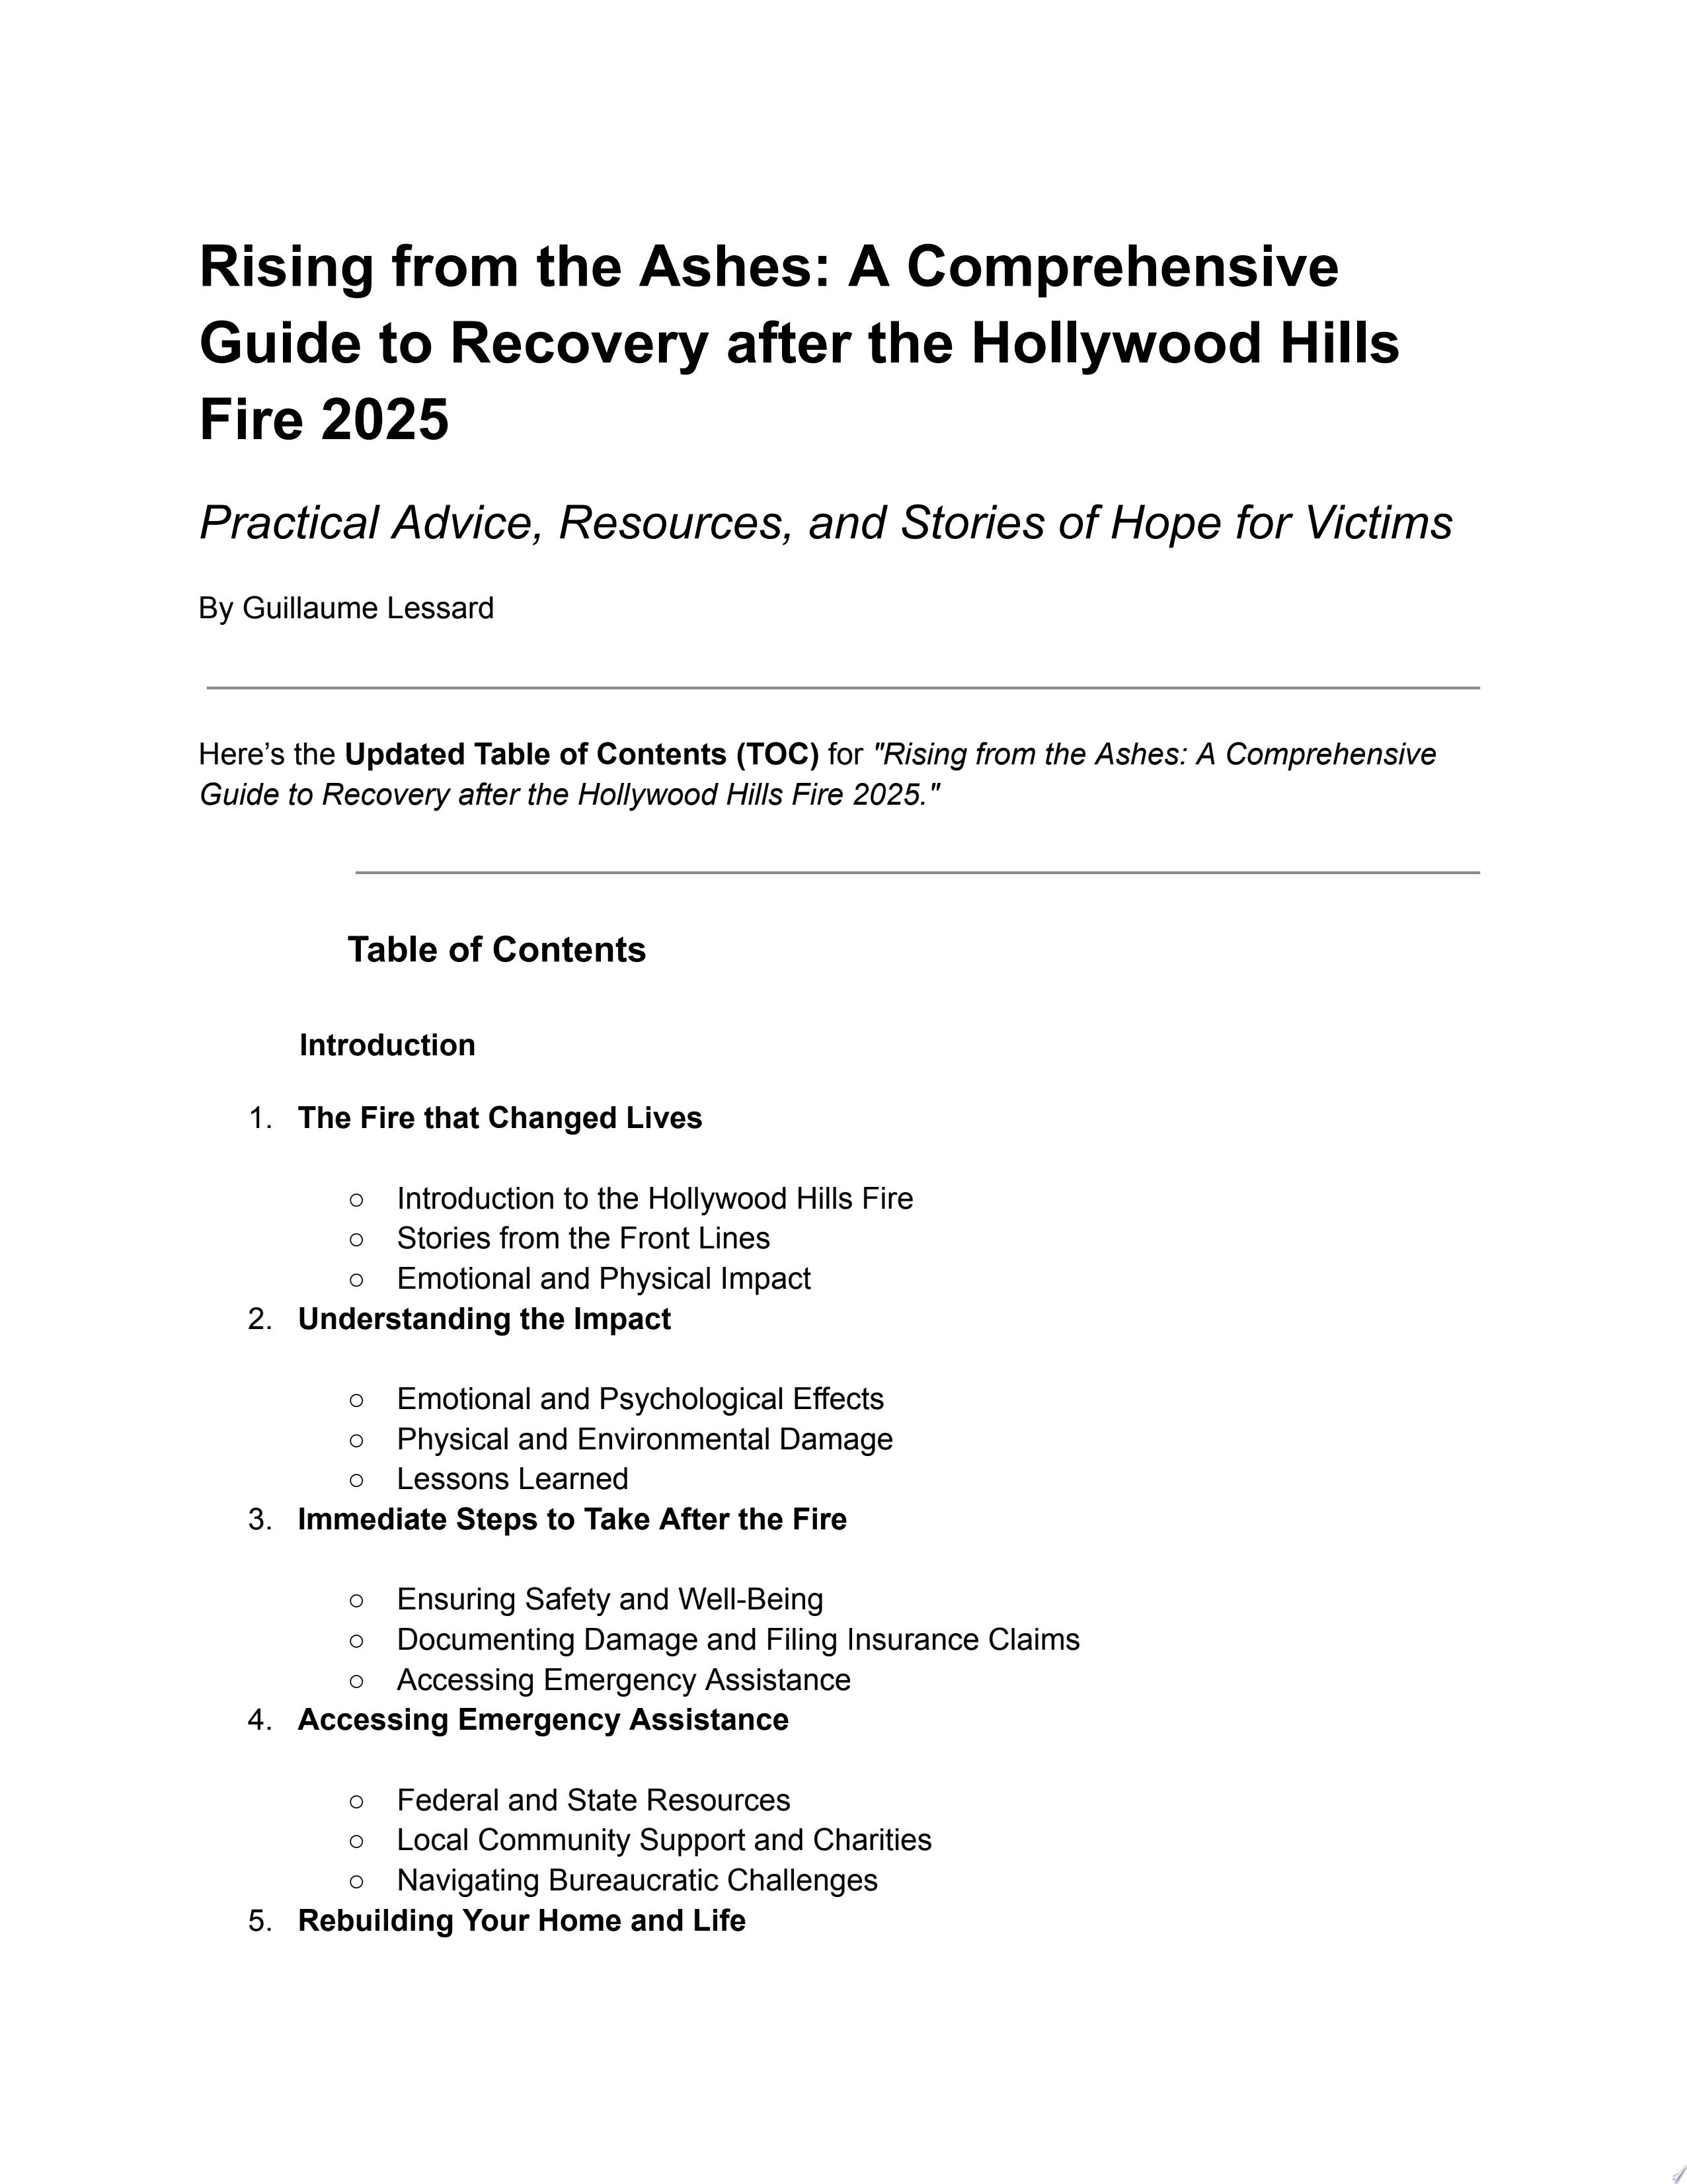 Rising from the Ashes: A Comprehensive
Guide to Recovery after the Hollywood Hills
Fire 2025
Practical Advice, Resources, and Stories of Hope for Victims
By Guillaume Lessard
Here’s the Updated Table of Contents (TOC) for "Rising from the Ashes: A Comprehensive
Guide to Recovery after the Hollywood Hills Fire 2025."
Table of Contents
Introduction
1. The Fire that Changed Lives
○ Introduction to the Hollywood Hills Fire
○ Stories from the Front Lines
○ Emotional and Physical Impact
2. Understanding the Impact
○ Emotional and Psychological Effects
○ Physical and Environmental Damage
○ Lessons Learned
3. Immediate Steps to Take After the Fire
○ Ensuring Safety and Well-Being
○ Documenting Damage and Filing Insurance Claims
○ Accessing Emergency Assistance
4. Accessing Emergency Assistance
○ Federal and State Resources
○ Local Community Support and Charities
○ Navigating Bureaucratic Challenges
5. Rebuilding Your Home and Life